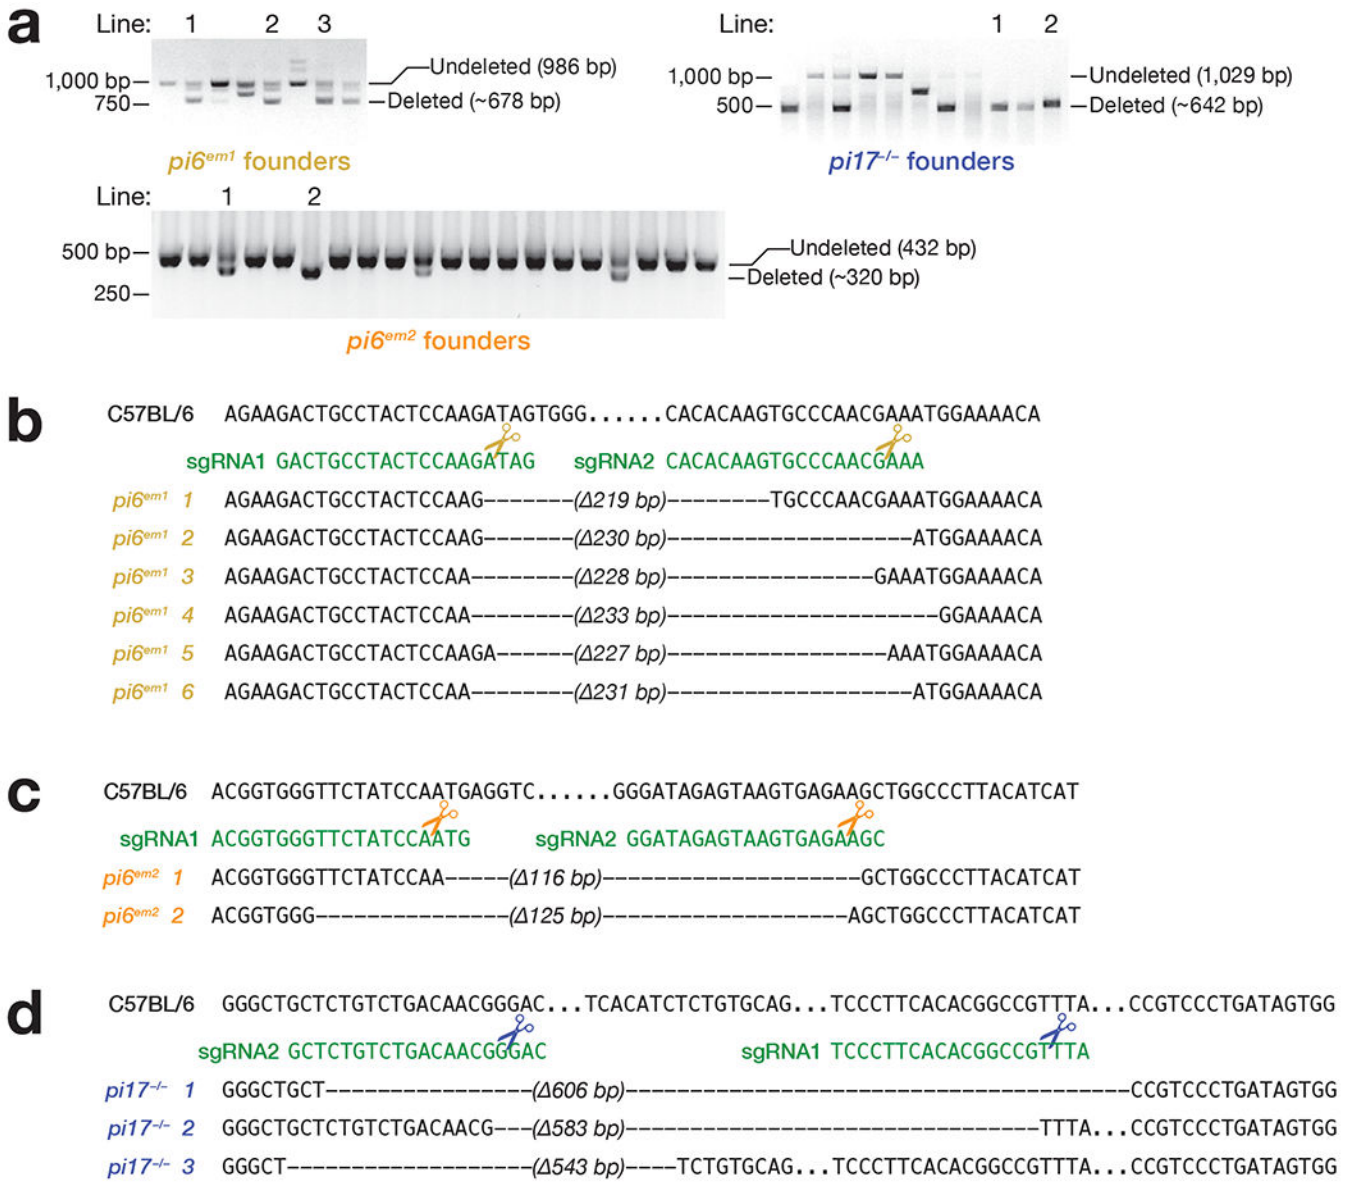 a
Line: 1 2 3
1,000 bp
750
Undeleted (986 bp)
Deleted (~678 bp)
pi6em1 founders
Line: 1 2
1,000 bp
500
Undeleted (1,029 bp)
Deleted (~642 bp)
pi17-/- founders
Line: 1 2
500 bp
250
Undeleted (432 bp)
Deleted (~320 bp)
pi6em2 founders
b
C57BL/6 AGAAGACTGCCTACTCCAAGATAGTGGG......CACACAAGTGCCCAACGAAATGGAAAACA
sgRNA1 GACTGCCTACTCCAAGATAG sgRNA2 CACACAAGTGCCCAACGAAA
pi6em1 1 AGAAGACTGCCTACTCCAAG-------(Δ219 bp)--------TGCCCAACGAAATGGAAAACA
pi6em1 2 AGAAGACTGCCTACTCCAAG-------(Δ230 bp)-------------------ATGGAAAACA
pi6em1 3 AGAAGACTGCCTACTCCAA--------(Δ228 bp)----------------GAAATGGAAAACA
pi6em1 4 AGAAGACTGCCTACTCCAA--------(Δ233 bp)---------------------GGAAAACA
pi6em1 5 AGAAGACTGCCTACTCCAAGA------(Δ227 bp)-----------------AAATGGAAAACA
pi6em1 6 AGAAGACTGCCTACTCCAA--------(Δ231 bp)-------------------ATGGAAAACA
c
C57BL/6 ACGGTGGGTTCTATCCAATGAGGTC......GGGATAGAGTAAGTGAGAAGCTGGCCCTTACATCAT
sgRNA1 ACGGTGGGTTCTATCCAATG sgRNA2 GGATAGAGTAAGTGAGAAGC
pi6em2 1 ACGGTGGGTTCTATCCAA-----(Δ116 bp)--------------------GCTGGCCCTTACATCAT
pi6em2 2 ACGGTGGG---------------(Δ125 bp)-------------------AGCTGGCCCTTACATCAT
d
C57BL/6 GGGCTGCTCTGTCTGACAACGGGAC...TCACATCTCTGTGCAG...TCCCTTCACACGGCCGTTTA...CCGTCCCTGATAGTGG
sgRNA2 GCTCTGTCTGACAACGGGAC sgRNA1 TCCCTTCACACGGCCGTTTA
pi17-/- 1 GGGCTGCT----------------(Δ606 bp)---------------------------------------CCGTCCCTGATAGTGG
pi17-/- 2 GGGCTGCTCTGTCTGACAACG---(Δ583 bp)--------------------------------TTTA...CCGTCCCTGATAGTGG
pi17-/- 3 GGGCT-------------------(Δ543 bp)----TCTGTGCAG...TCCCTTCACACGGCCGTTTA...CCGTCCCTGATAGTGG